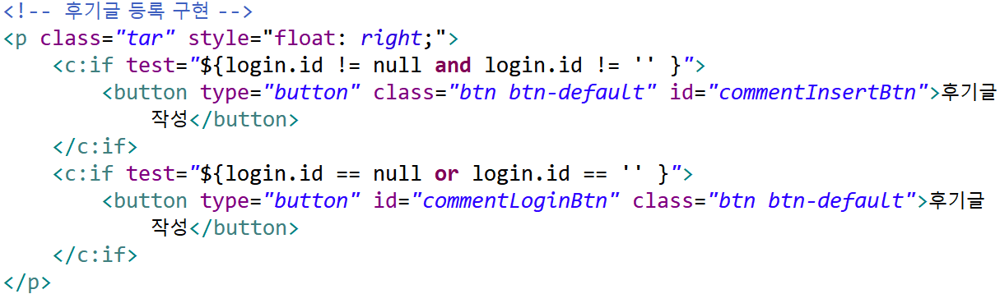 <!-- 후기글 등록 구현 -->
<p class="tar" style="float: right;">
    <c:if test="${login.id != null and login.id != '' }">
        <button type="button" class="btn btn-default" id="commentInsertBtn">후기글
            작성</button>
    </c:if>
    <c:if test="${login.id == null or login.id == '' }">
        <button type="button" id="commentLoginBtn" class="btn btn-default">후기글
            작성</button>
    </c:if>
</p>